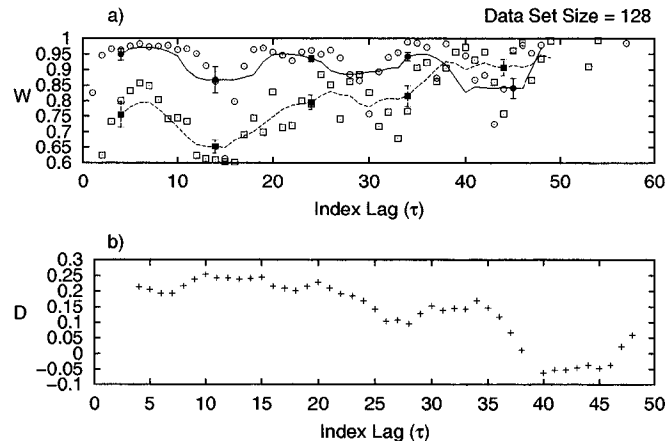 a)
Data Set Size = 128
1
0.95
0.9
0.85
0.8
0.75
0.7
0.65
0.6
W
0 10 20 30 40 50 60
Index Lag (τ)
b)
0.3
0.25
0.2
0.15
0.1
0.05
0
-0.05
-0.1
D
0 5 10 15 20 25 30 35 40 45 50
Index Lag (τ)